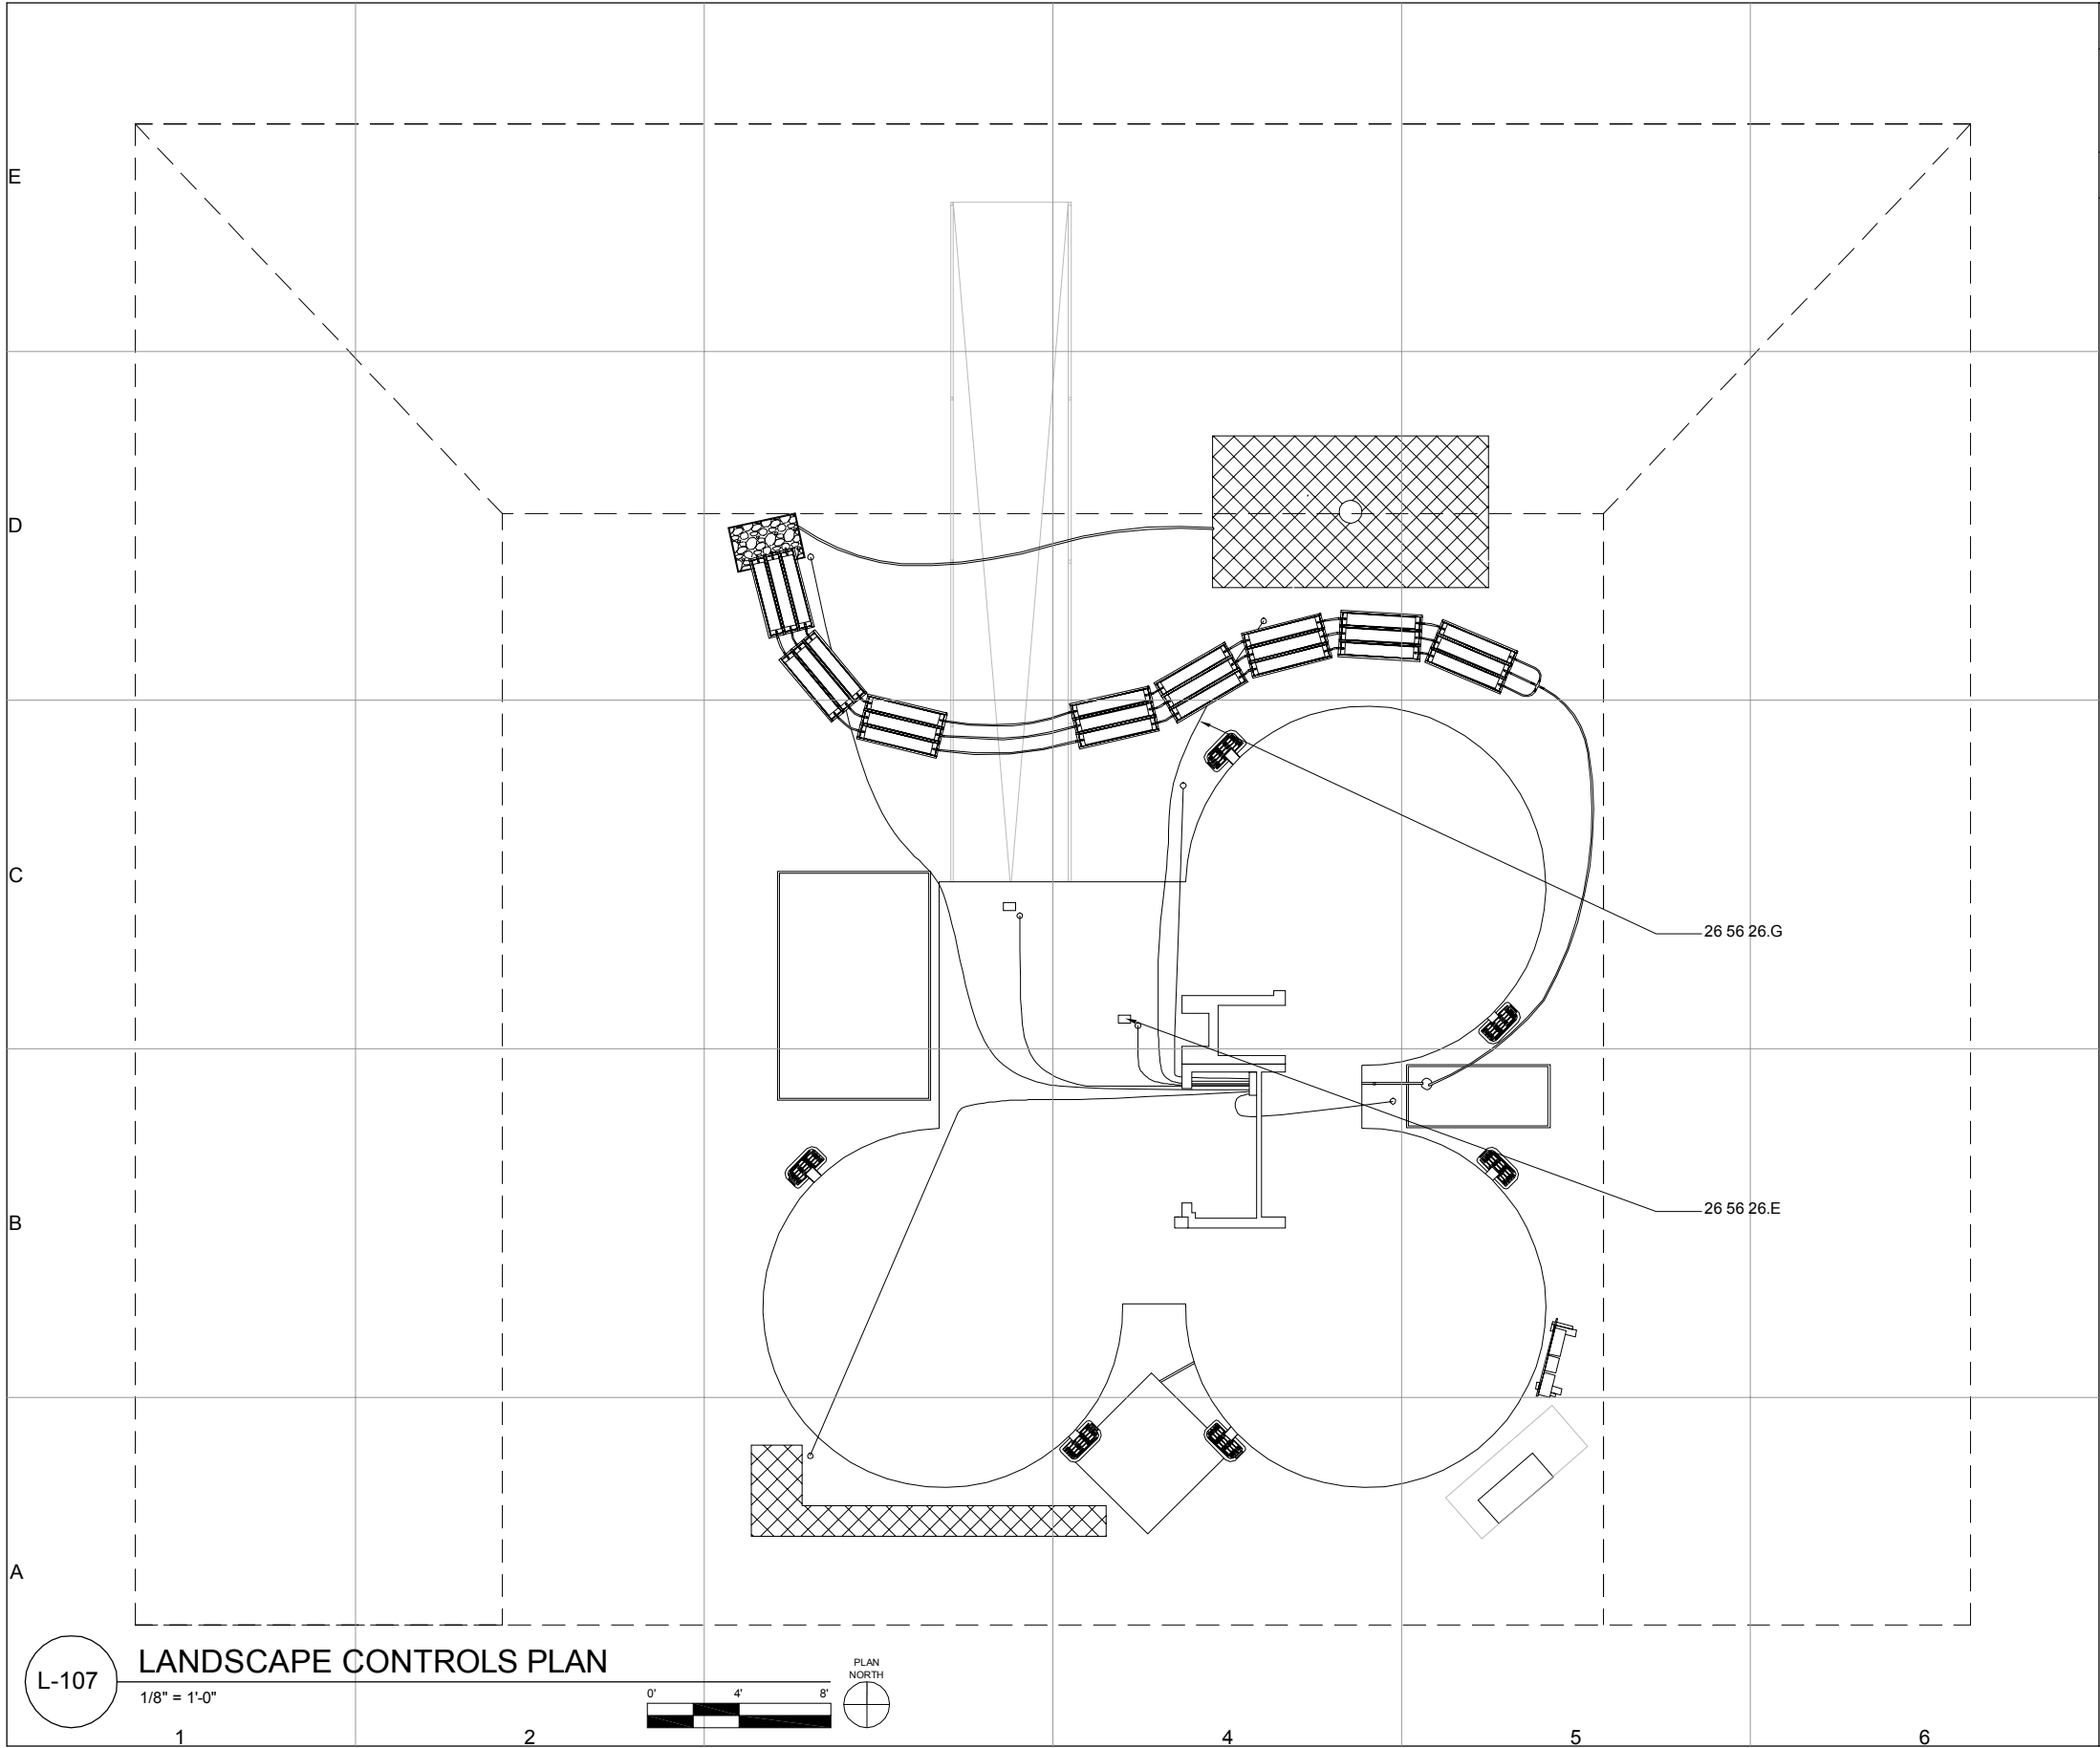 E
D
C
26 56 26.G
B
26 56 26.E
A
L-107
LANDSCAPE CONTROLS PLAN
1/8" = 1'-0"
0' 4' 8'
PLAN
NORTH
1 2 4 5 6